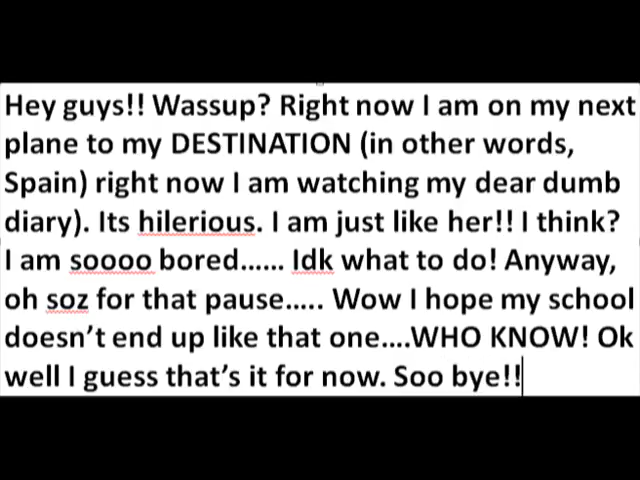 Hey guys!! Wassup? Right now I am on my next
plane to my DESTINATION (in other words,
Spain) right now I am watching my dear dumb
diary). Its hilerious. I am just like her!! I think?
I am soooo bored...... Idk what to do! Anyway,
oh soz for that pause..... Wow I hope my school
doesn’t end up like that one....WHO KNOW! Ok
well I guess that’s it for now. Soo bye!!